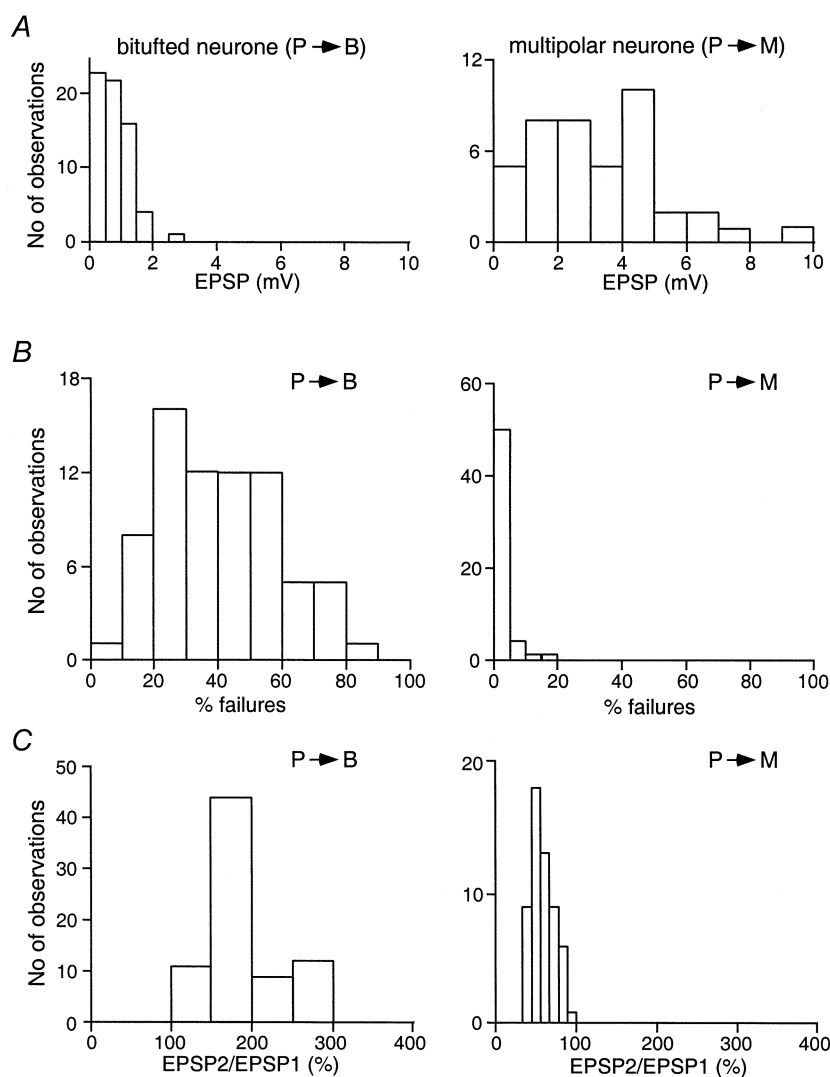 A
bitufted neurone (P → B)
No of observations
20
10
0
0 2 4 6 8 10
EPSP (mV)
multipolar neurone (P → M)
12
6
0
0 2 4 6 8 10
EPSP (mV)
B
P → B
No of observations
18
12
6
0
0 20 40 60 80 100
% failures
P → M
60
40
20
0
0 20 40 60 80 100
% failures
C
P → B
No of observations
50
40
30
20
10
0
0 100 200 300 400
EPSP2/EPSP1 (%)
P → M
20
10
0
0 100 200 300 400
EPSP2/EPSP1 (%)